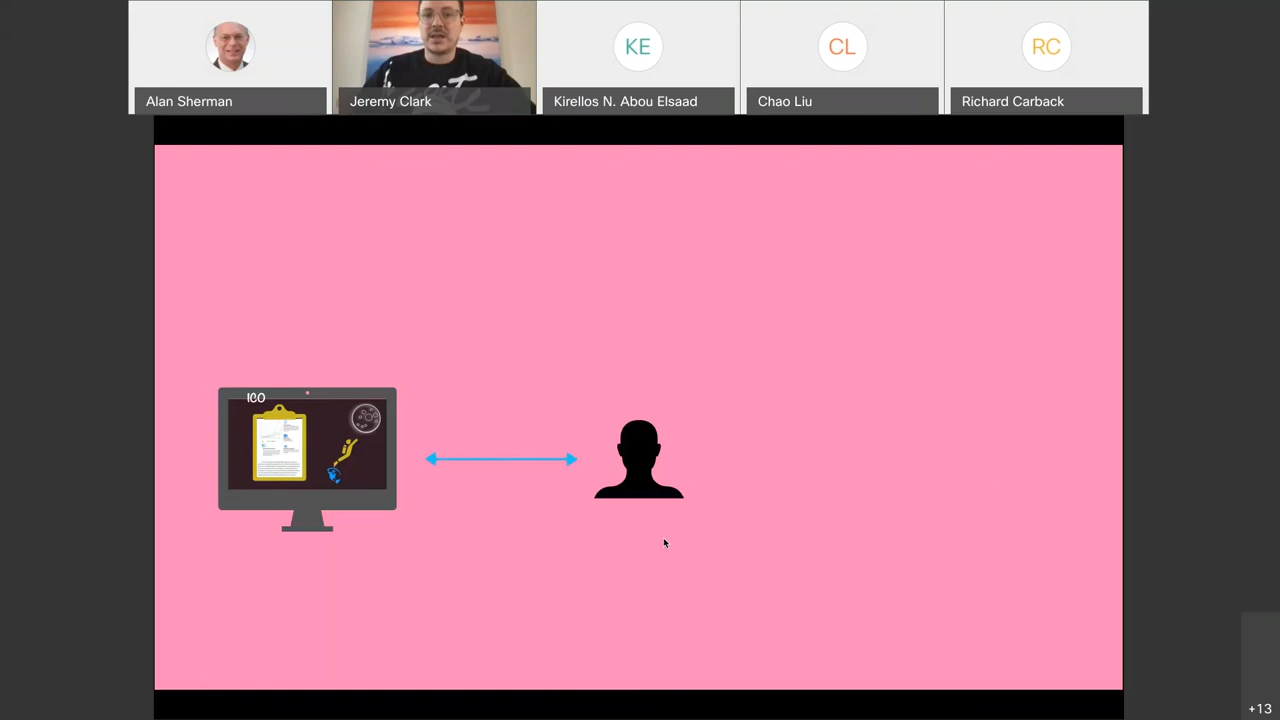 KE
CL
RC
Alan Sherman
Jeremy Clark
Kirellos N. Abou Elsaad
Chao Liu
Richard Carback
ICO
+13